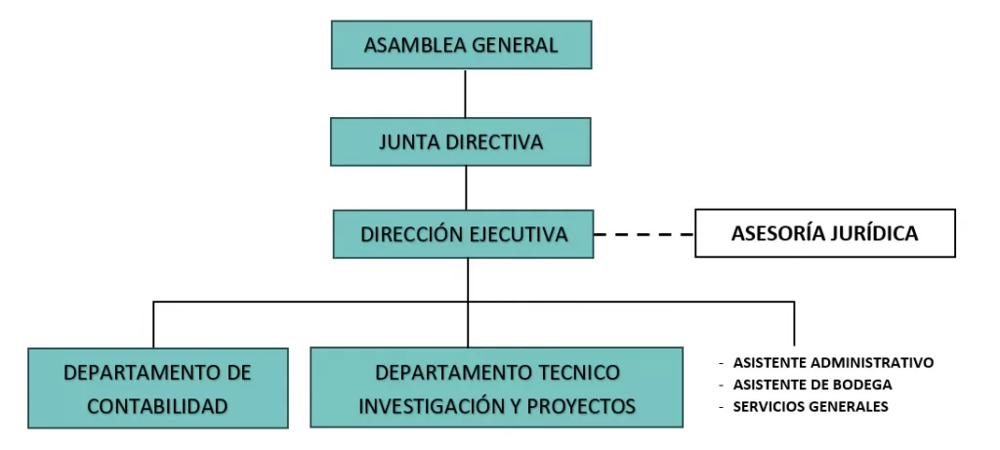 ASAMBLEA GENERAL
JUNTA DIRECTIVA
DIRECCIÓN EJECUTIVA
ASESORÍA JURÍDICA
DEPARTAMENTO DE
CONTABILIDAD
DEPARTAMENTO TECNICO
INVESTIGACIÓN Y PROYECTOS
- ASISTENTE ADMINISTRATIVO
- ASISTENTE DE BODEGA
- SERVICIOS GENERALES